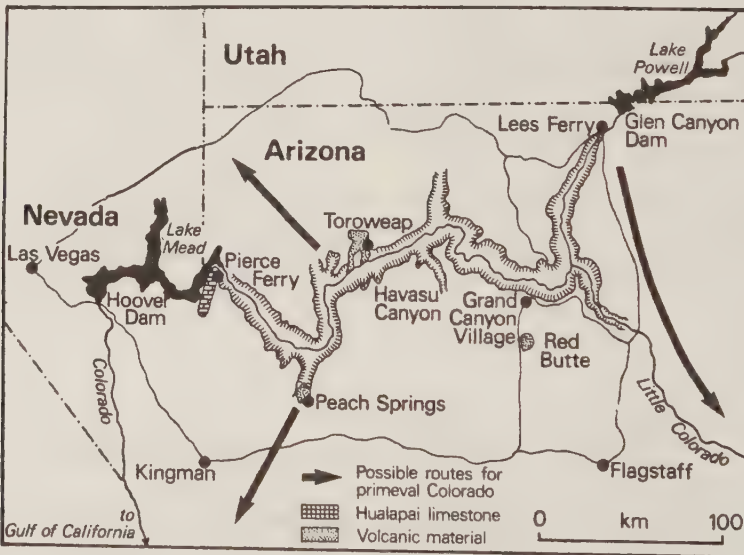 Utah
Lake
Powell
Lees Ferry
Glen Canyon
Dam
Arizona
Nevada
Lake
Mead
Toroweap
Las Vegas
Pierce
Ferry
Hoover
Dam
Havasu
Canyon
Grand
Canyon
Village
Red
Butte
Colorado
Peach Springs
Little Colorado
Kingman
Flagstaff
Possible routes for
primeval Colorado
Hualapai limestone
Volcanic material
to
Gulf of California
0 km 100